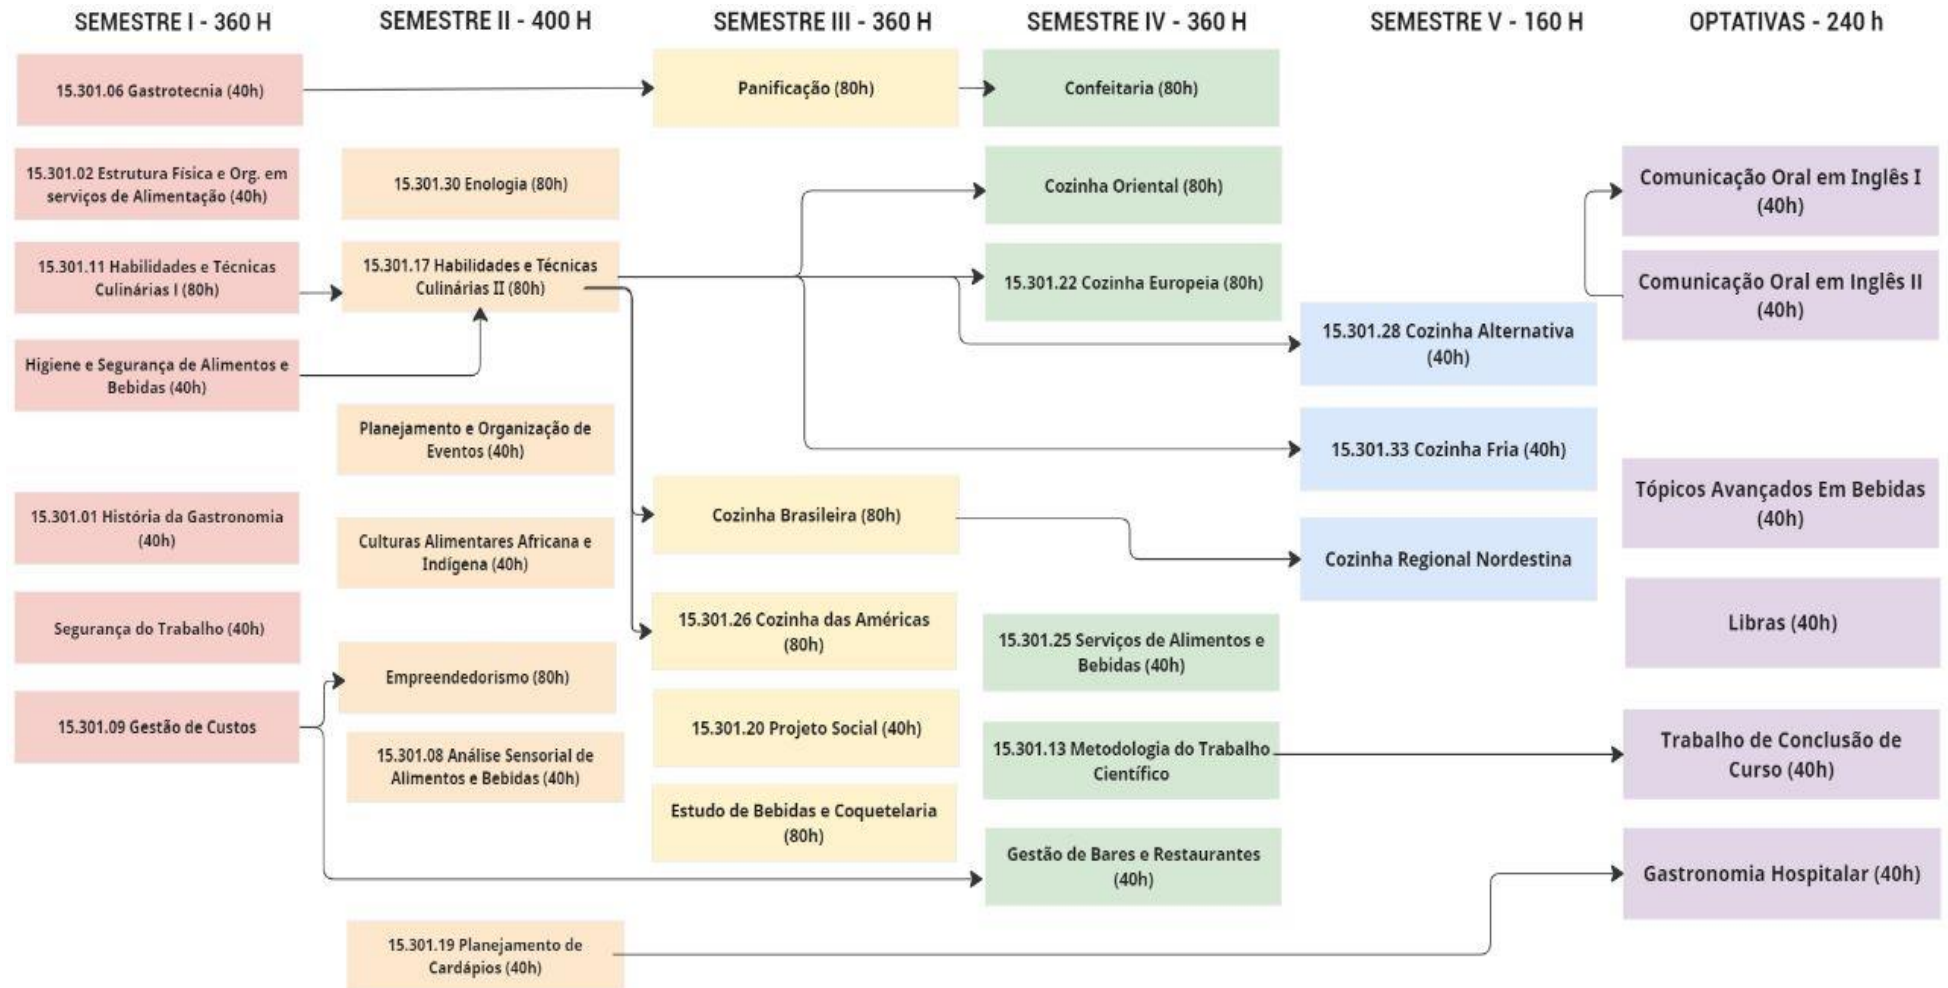 SEMESTRE I - 360 H
15.301.06 Gastrotecnia (40h)
15.301.02 Estrutura Física e Org. em
serviços de Alimentação (40h)
15.301.11 Habilidades e Técnicas
Culinárias I (80h)
Higiene e Segurança de Alimentos e
Bebidas (40h)
15.301.01 História da Gastronomia
(40h)
Segurança do Trabalho (40h)
15.301.09 Gestão de Custos
SEMESTRE II - 400 H
15.301.30 Enologia (80h)
15.301.17 Habilidades e Técnicas
Culinárias II (80h)
Planejamento e Organização de
Eventos (40h)
Culturas Alimentares Africana e
Indígena (40h)
Empreendedorismo (80h)
15.301.08 Análise Sensorial de
Alimentos e Bebidas (40h)
15.301.19 Planejamento de
Cardápios (40h)
SEMESTRE III - 360 H
Panificação (80h)
Cozinha Brasileira (80h)
15.301.26 Cozinha das Américas
(80h)
15.301.20 Projeto Social (40h)
Estudo de Bebidas e Coquetelaria
(80h)
SEMESTRE IV - 360 H
Confeitaria (80h)
Cozinha Oriental (80h)
15.301.22 Cozinha Europeia (80h)
15.301.25 Serviços de Alimentos e
Bebidas (40h)
15.301.13 Metodologia do Trabalho
Científico
Gestão de Bares e Restaurantes
(40h)
SEMESTRE V - 160 H
15.301.28 Cozinha Alternativa
(40h)
15.301.33 Cozinha Fria (40h)
Cozinha Regional Nordestina
OPTATIVAS - 240 h
Comunicação Oral em Inglês I
(40h)
Comunicação Oral em Inglês II
(40h)
Tópicos Avançados Em Bebidas
(40h)
Libras (40h)
Trabalho de Conclusão de
Curso (40h)
Gastronomia Hospitalar (40h)